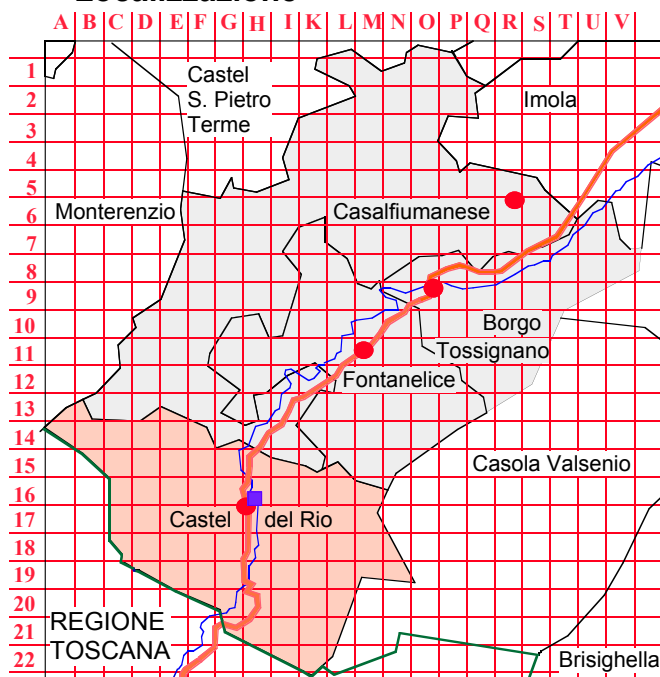 Localizzazione
A B C D E F G H I K L M N O P Q R S T U V
1
2
3
4
5
6
7
8
9
10
11
12
13
14
15
16
17
18
19
20
21
22
Castel
S. Pietro
Terme
Imola
Monterenzio
Casalfiumanese
Borgo
Tossignano
Fontanelice
Casola Valsenio
Castel del Rio
REGIONE
TOSCANA
Brisighella